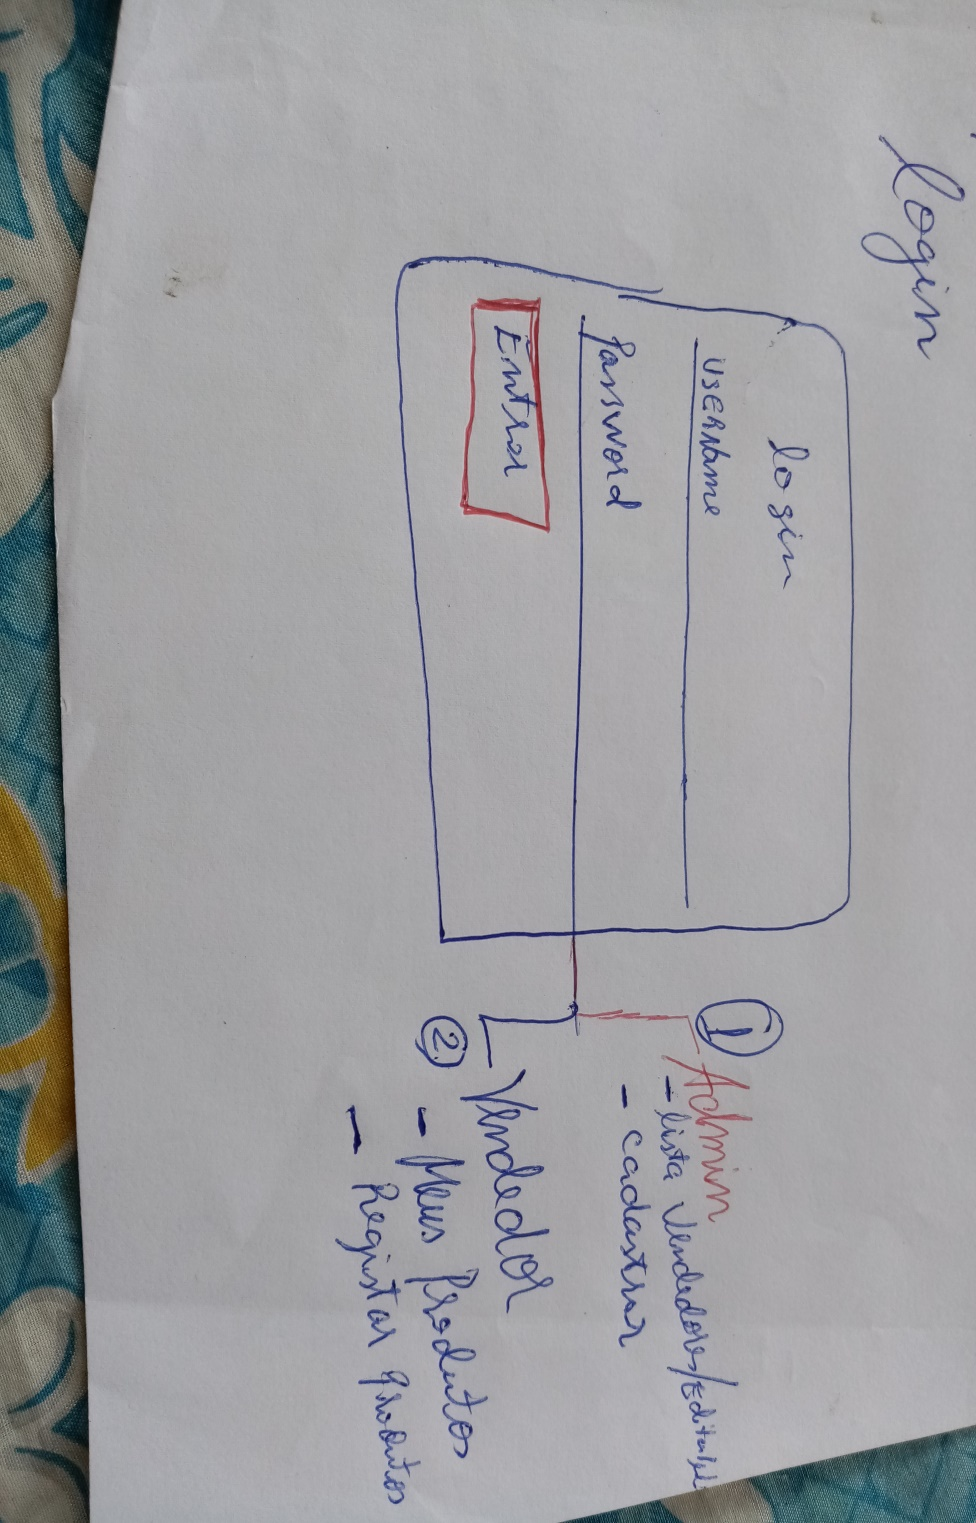 login
login
USERName
Password
Entrar
1
Admin
- lista Vendedores/Editar
- cadastrar
2
Vendedor
- Meus Produtos
- Registar produtos